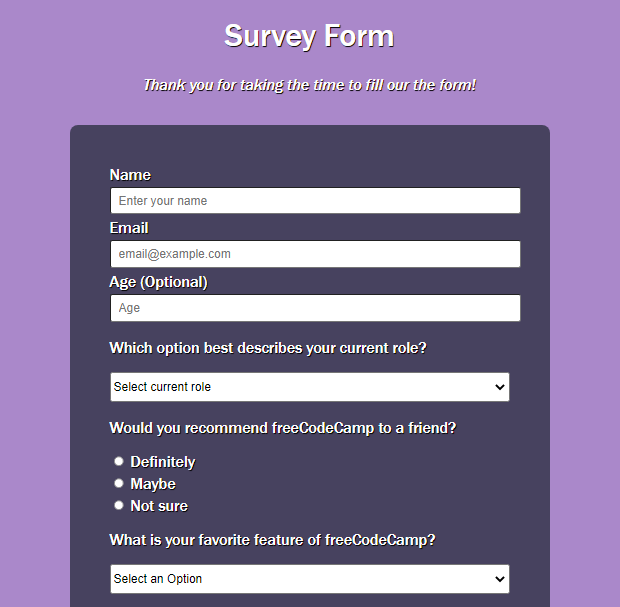 Survey Form
Thank you for taking the time to fill our the form!
Name
Enter your name
Email
email@example.com
Age (Optional)
Age
Which option best describes your current role?
Select current role
Would you recommend freeCodeCamp to a friend?
Definitely
Maybe
Not sure
What is your favorite feature of freeCodeCamp?
Select an Option